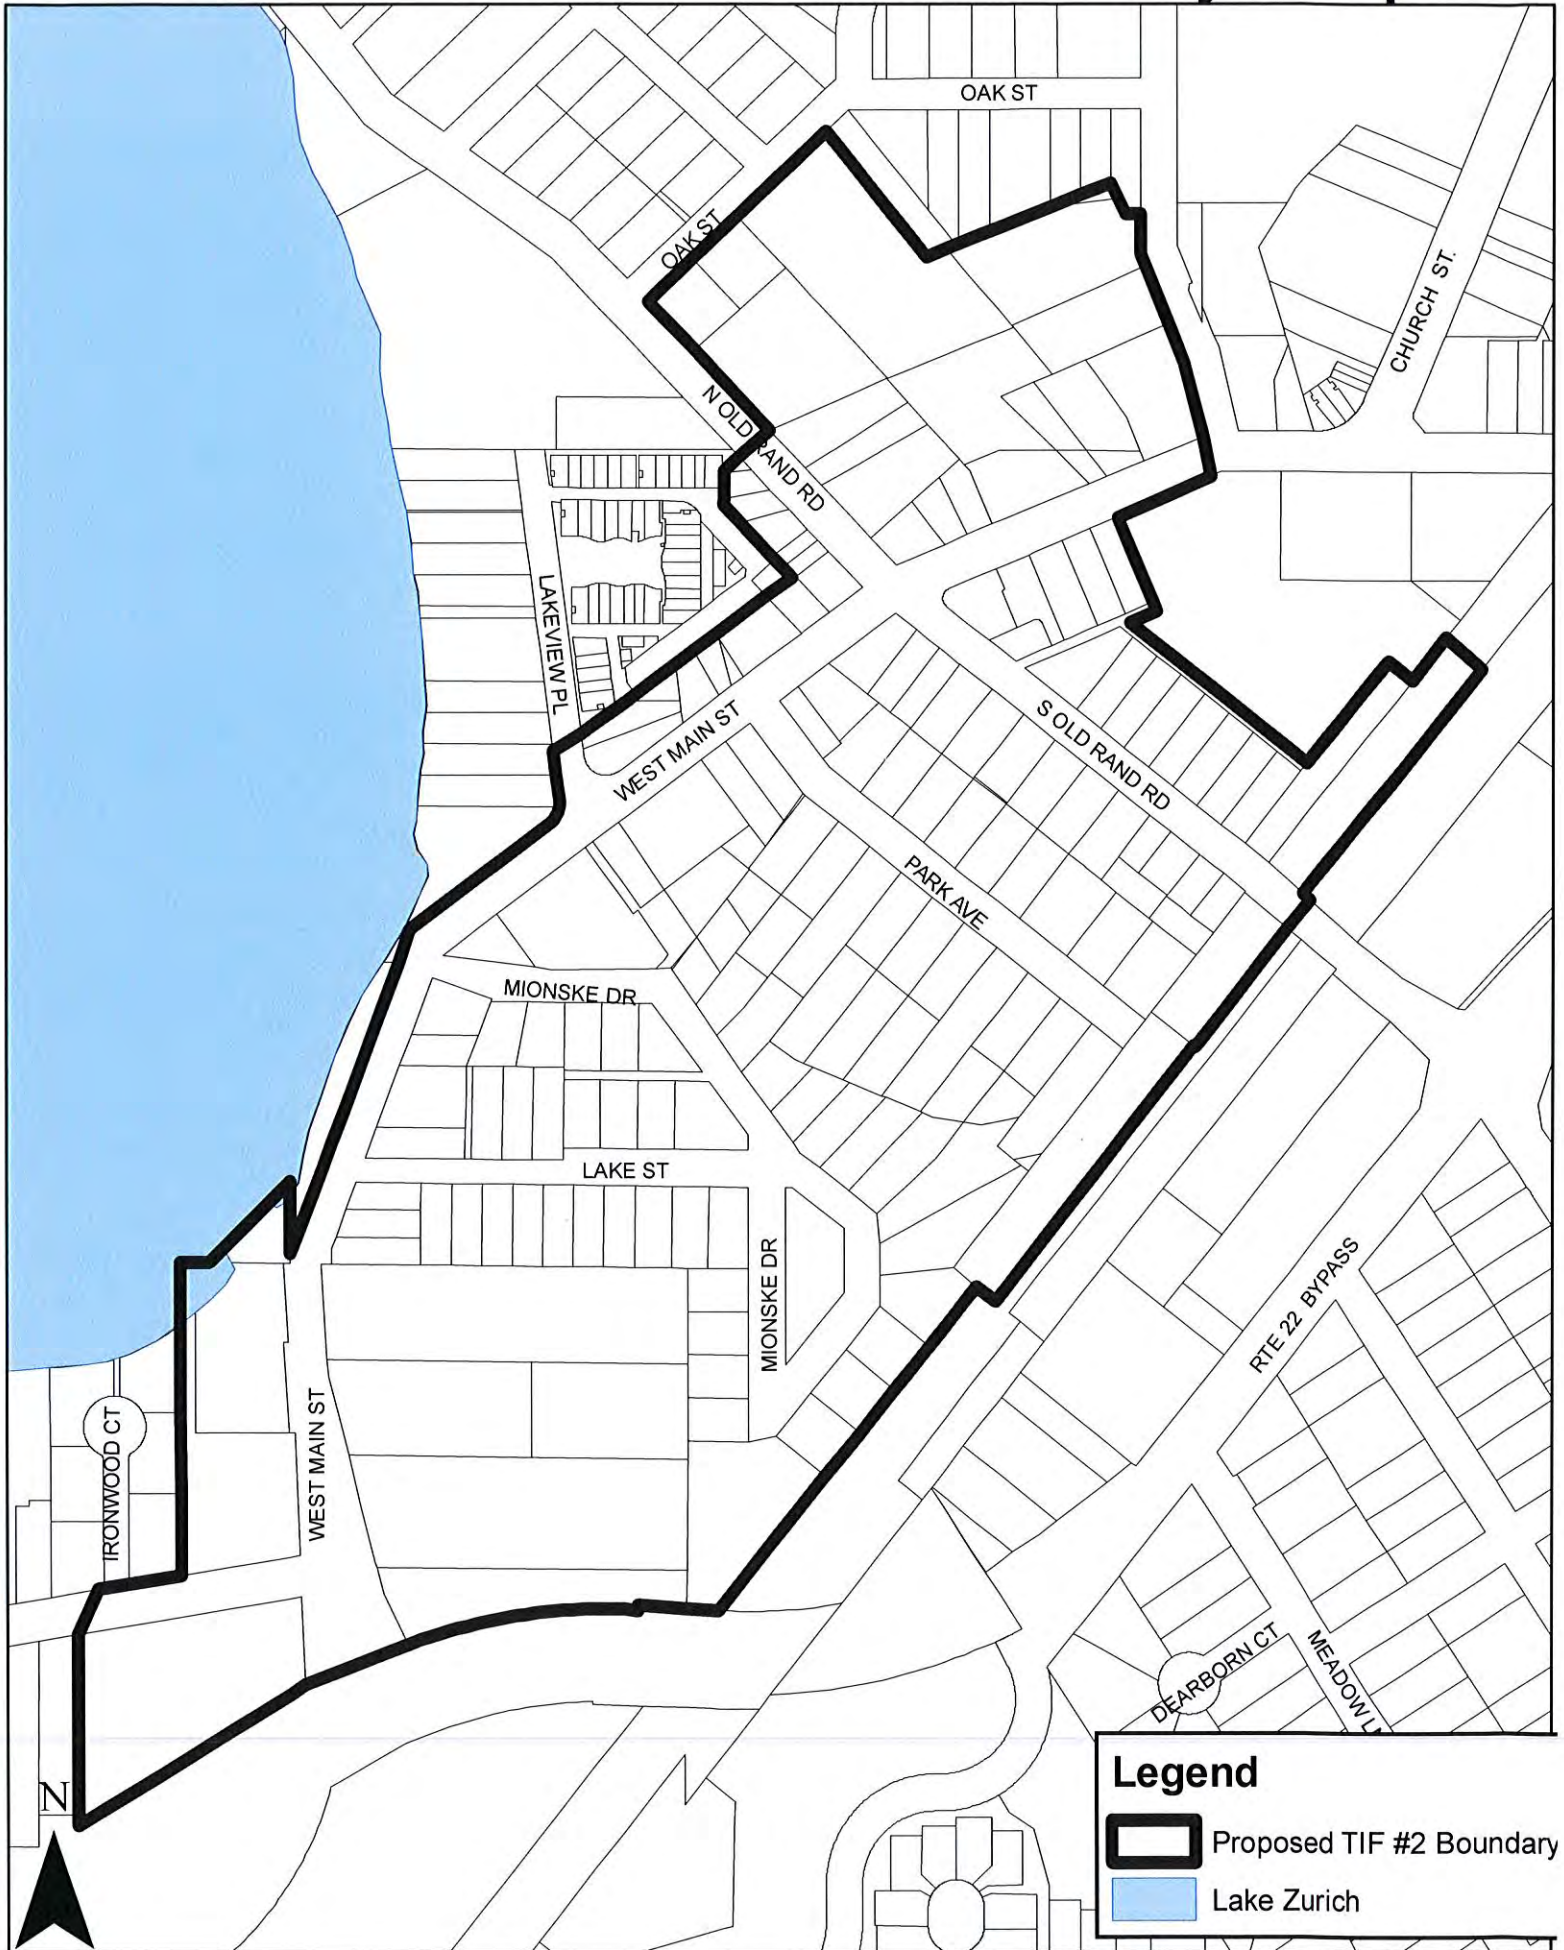 OAK ST
OAK ST
CHURCH ST.
N OLD RAND RD
LAKEVIEW PL
WEST MAIN ST
S OLD RAND RD
PARK AVE
MIONSKE DR
LAKE ST
MIONSKE DR
RTE 22 BYPASS
IRONWOOD CT
WEST MAIN ST
DEARBORN CT
MEADOW L
N
Legend
Proposed TIF #2 Boundary
Lake Zurich